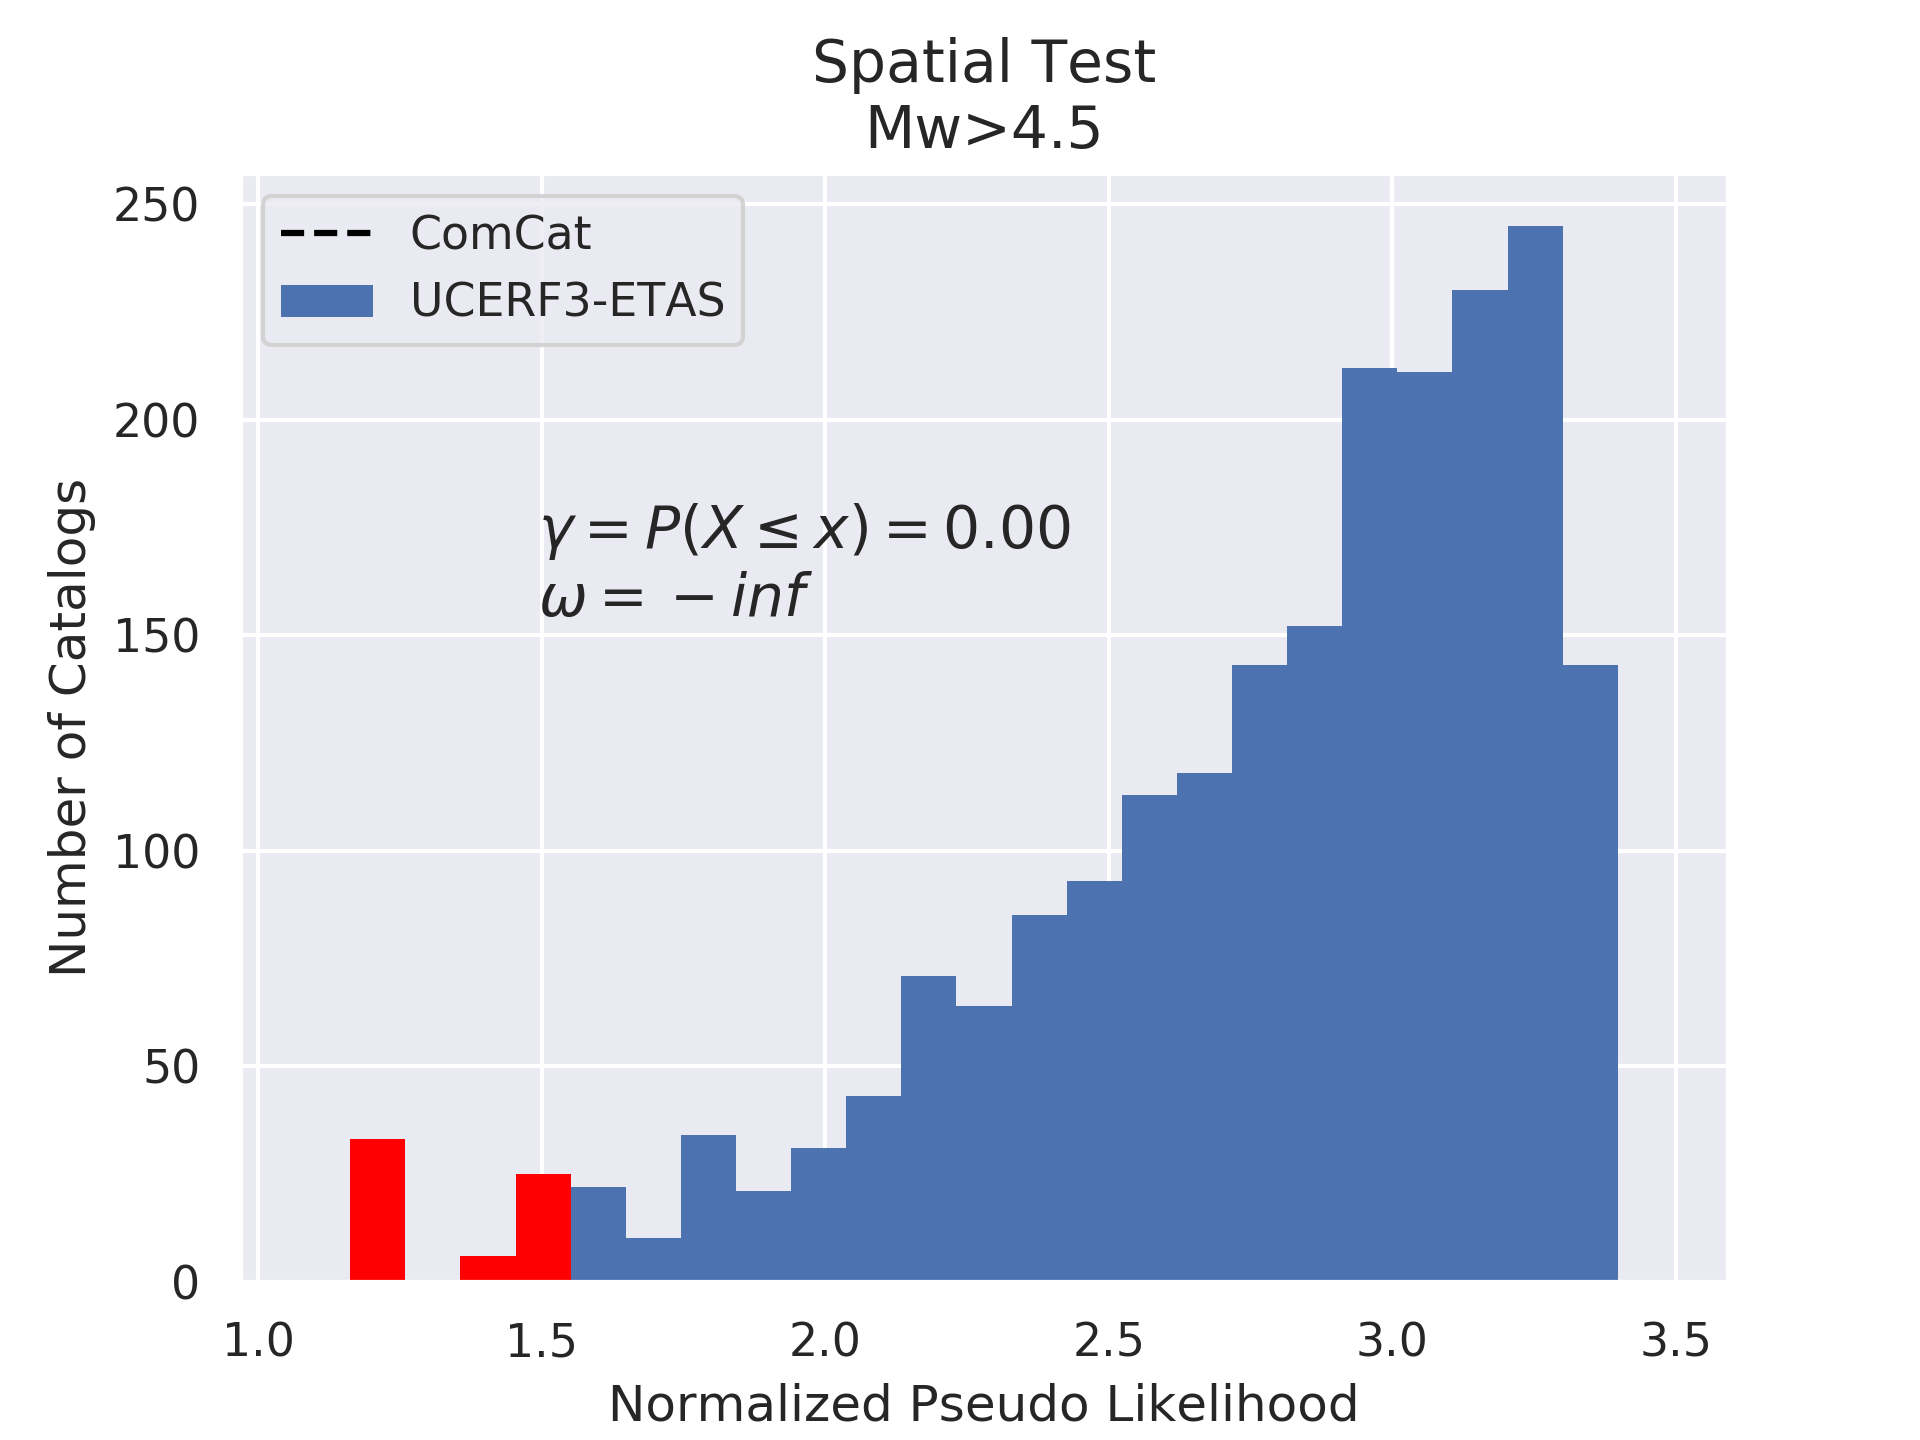 Spatial Test
Mw>4.5
250
200
150
100
50
0
Number of Catalogs
ComCat
UCERF3-ETAS
γ = P(X ≤ x) = 0.00
ω = − inf
1.0 1.5 2.0 2.5 3.0 3.5
Normalized Pseudo Likelihood